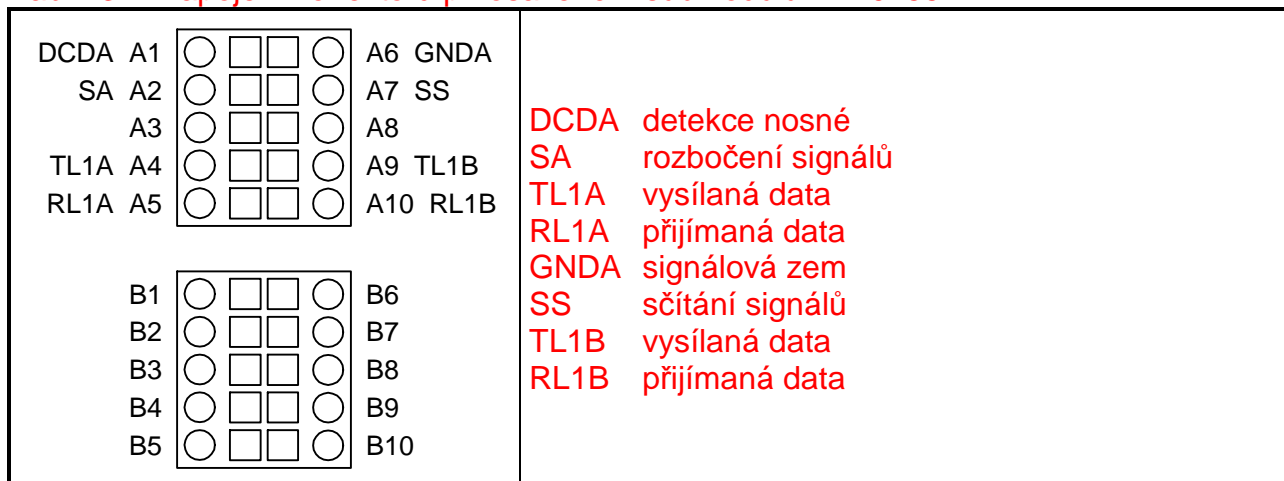 DCDA A1 A6 GNDA
SA A2 A7 SS
A3 A8
TL1A A4 A9 TL1B
RL1A A5 A10 RL1B
B1 B6
B2 B7
B3 B8
B4 B9
B5 B10
DCDA detekce nosné
SA rozbočení signálů
TL1A vysílaná data
RL1A přijímaná data
GNDA signálová zem
SS sčítání signálů
TL1B vysílaná data
RL1B přijímaná data